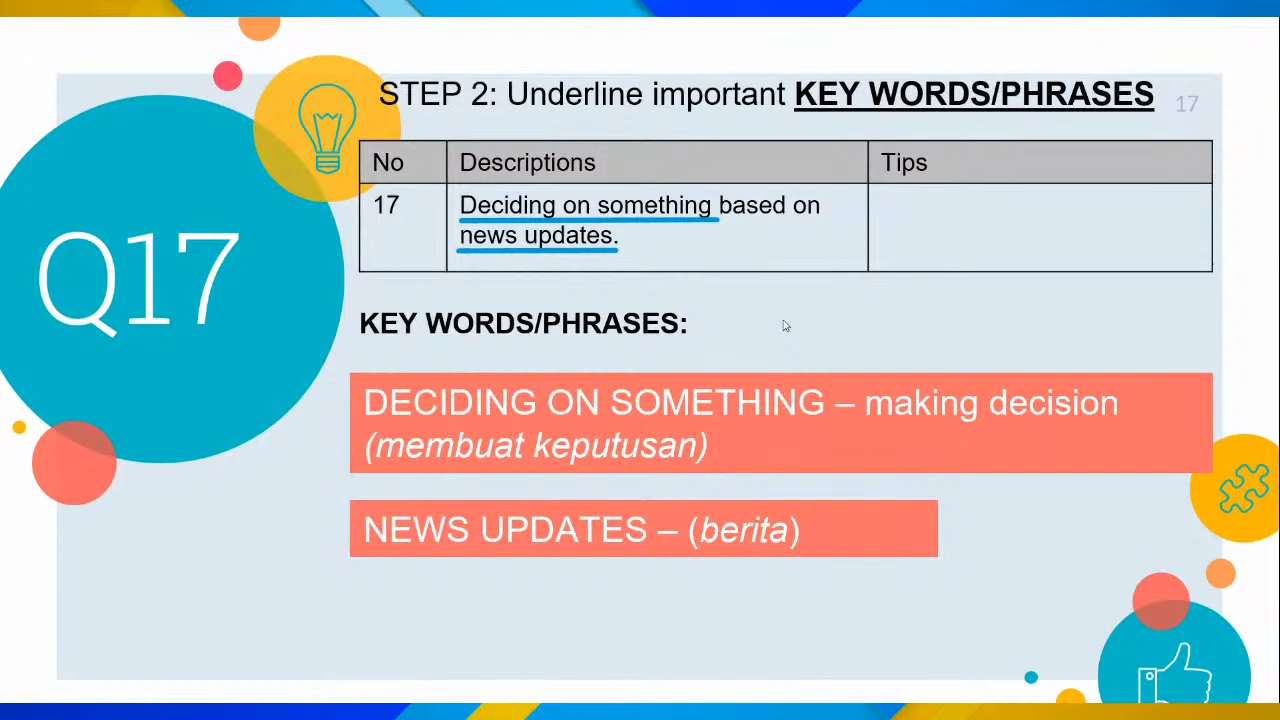 STEP 2: Underline important KEY WORDS/PHRASES
17
No Descriptions Tips
17 Deciding on something based on
news updates.
Q17
KEY WORDS/PHRASES:
DECIDING ON SOMETHING – making decision
(membuat keputusan)
NEWS UPDATES – (berita)